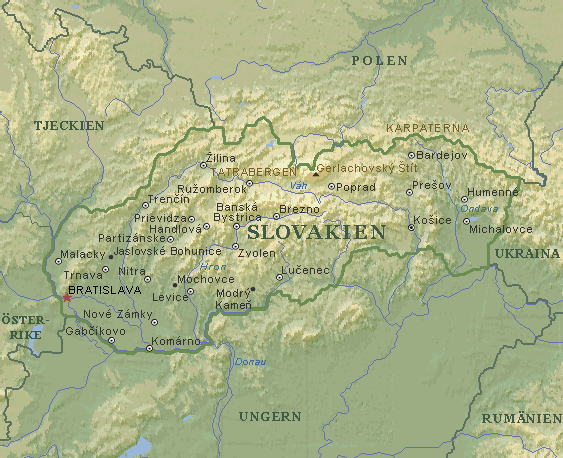 POLEN
TJECKIEN
KARPATERNA
Žilina
Bardejov
TATRABERGEN
Gerlachovský Štít
Ružomberok
Váh
Poprad
Prešov
Humenné
Trenčin
Ondava
Prievidza
Banská
Bystrica
Brezno
Handlová
Košice
Michalovce
Partizánske
SLOVAKIEN
Malacky
Jaslovské Bohunice
Zvolen
UKRAINA
Trnava
Nitra
Hron
Mochovce
Lučenec
BRATISLAVA
Levice
Modrý
Kameń
Nové Zámky
ÖSTER-
RIKE
Gabčíkovo
Komárno
Donau
UNGERN
RUMÄNIEN